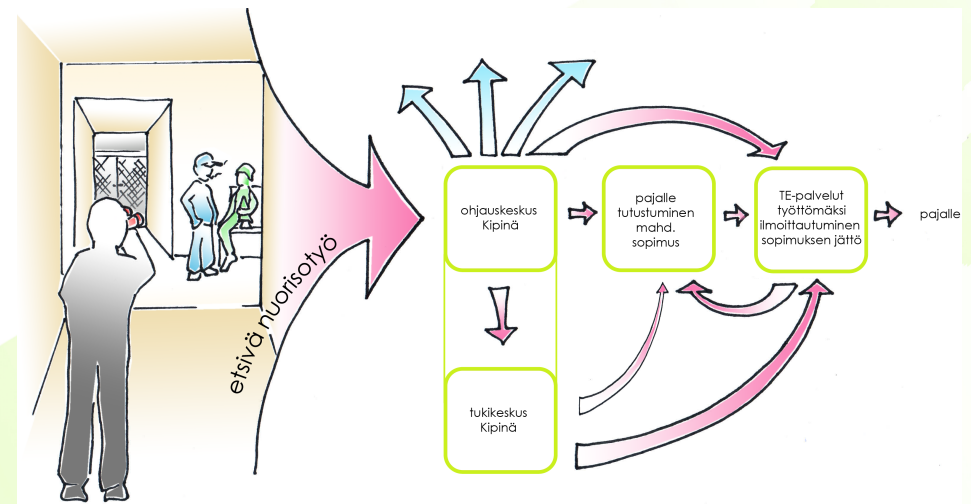 etsivä nuorisotyö
ohjauskeskus
Kipinä
pajalle
tutustuminen
mahd.
sopimus
TE-palvelut
työttömäksi
ilmoittautuminen
sopimuksen jättö
pajalle
tukikeskus
Kipinä